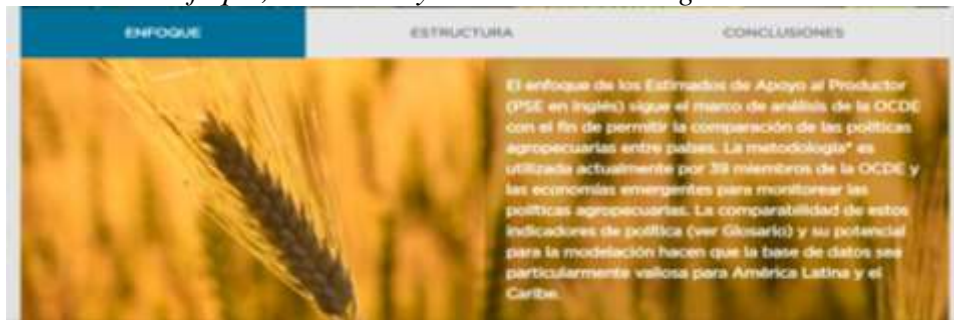 ENFOQUE
ESTRUCTURA
CONCLUSIONES
El enfoque de los Estimados de Apoyo al Productor
(PSE en inglés) sigue el marco de análisis de la OCDE
con el fin de permitir la comparación de las políticas
agropecuarias entre países. La metodología* es
utilizada actualmente por 39 miembros de la OCDE y
las economías emergentes para monitorear las
políticas agropecuarias. La comparabilidad de estos
indicadores de política (ver Glosario) y su potencial
para la modelación hacen que la base de datos sea
particularmente valiosa para América Latina y el
Caribe.